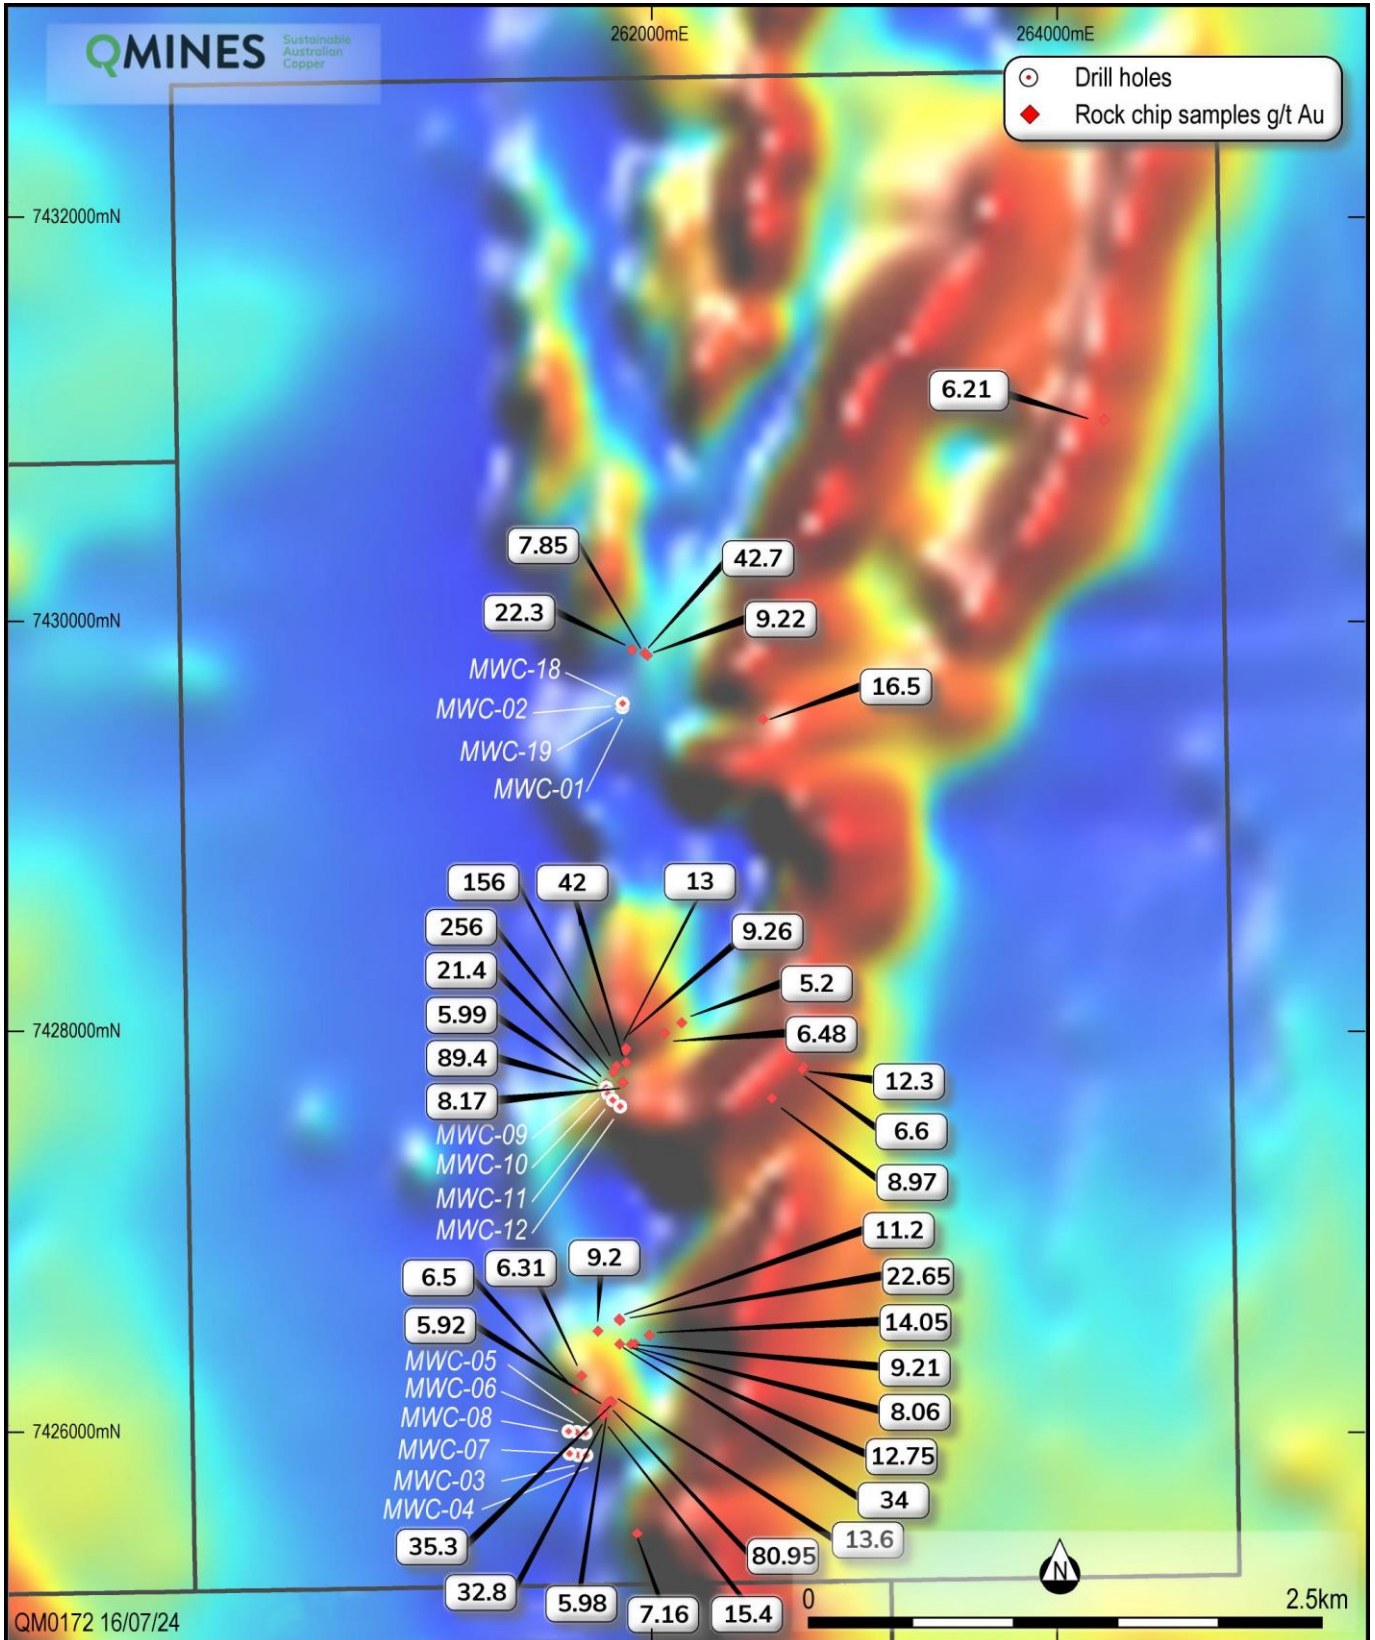 QMINES
Sustainable
Australian
Copper
262000mE
264000mE
Drill holes
Rock chip samples g/t Au
7432000mN
6.21
7.85
42.7
22.3
9.22
7430000mN
MWC-18
16.5
MWC-02
MWC-19
MWC-01
156
42
13
256
9.26
21.4
5.2
5.99
7428000mN
6.48
89.4
12.3
8.17
MWC-09
6.6
MWC-10
8.97
MWC-11
MWC-12
11.2
9.2
6.31
6.5
22.65
5.92
14.05
MWC-05
9.21
MWC-06
8.06
MWC-08
7426000mN
MWC-07
12.75
MWC-03
34
MWC-04
13.6
35.3
80.95
32.8
5.98
7.16
15.4
N
0
2.5km
QM0172 16/07/24